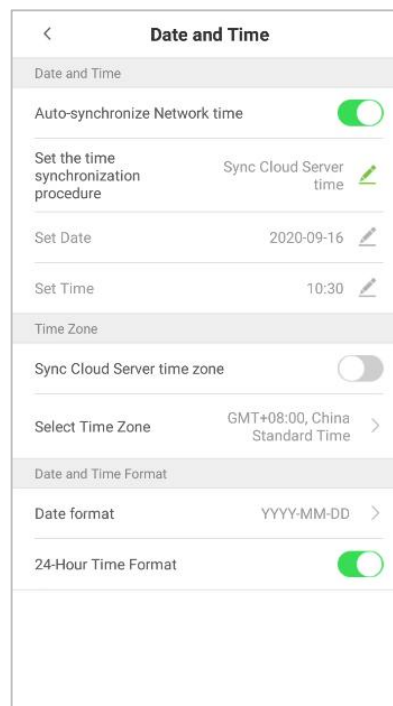 Date and Time
Date and Time
Auto-synchronize Network time
Set the time
synchronization
procedure
Sync Cloud Server
time
Set Date
2020-09-16
Set Time
10:30
Time Zone
Sync Cloud Server time zone
Select Time Zone
GMT+08:00, China
Standard Time
Date and Time Format
Date format
YYYY-MM-DD
24-Hour Time Format